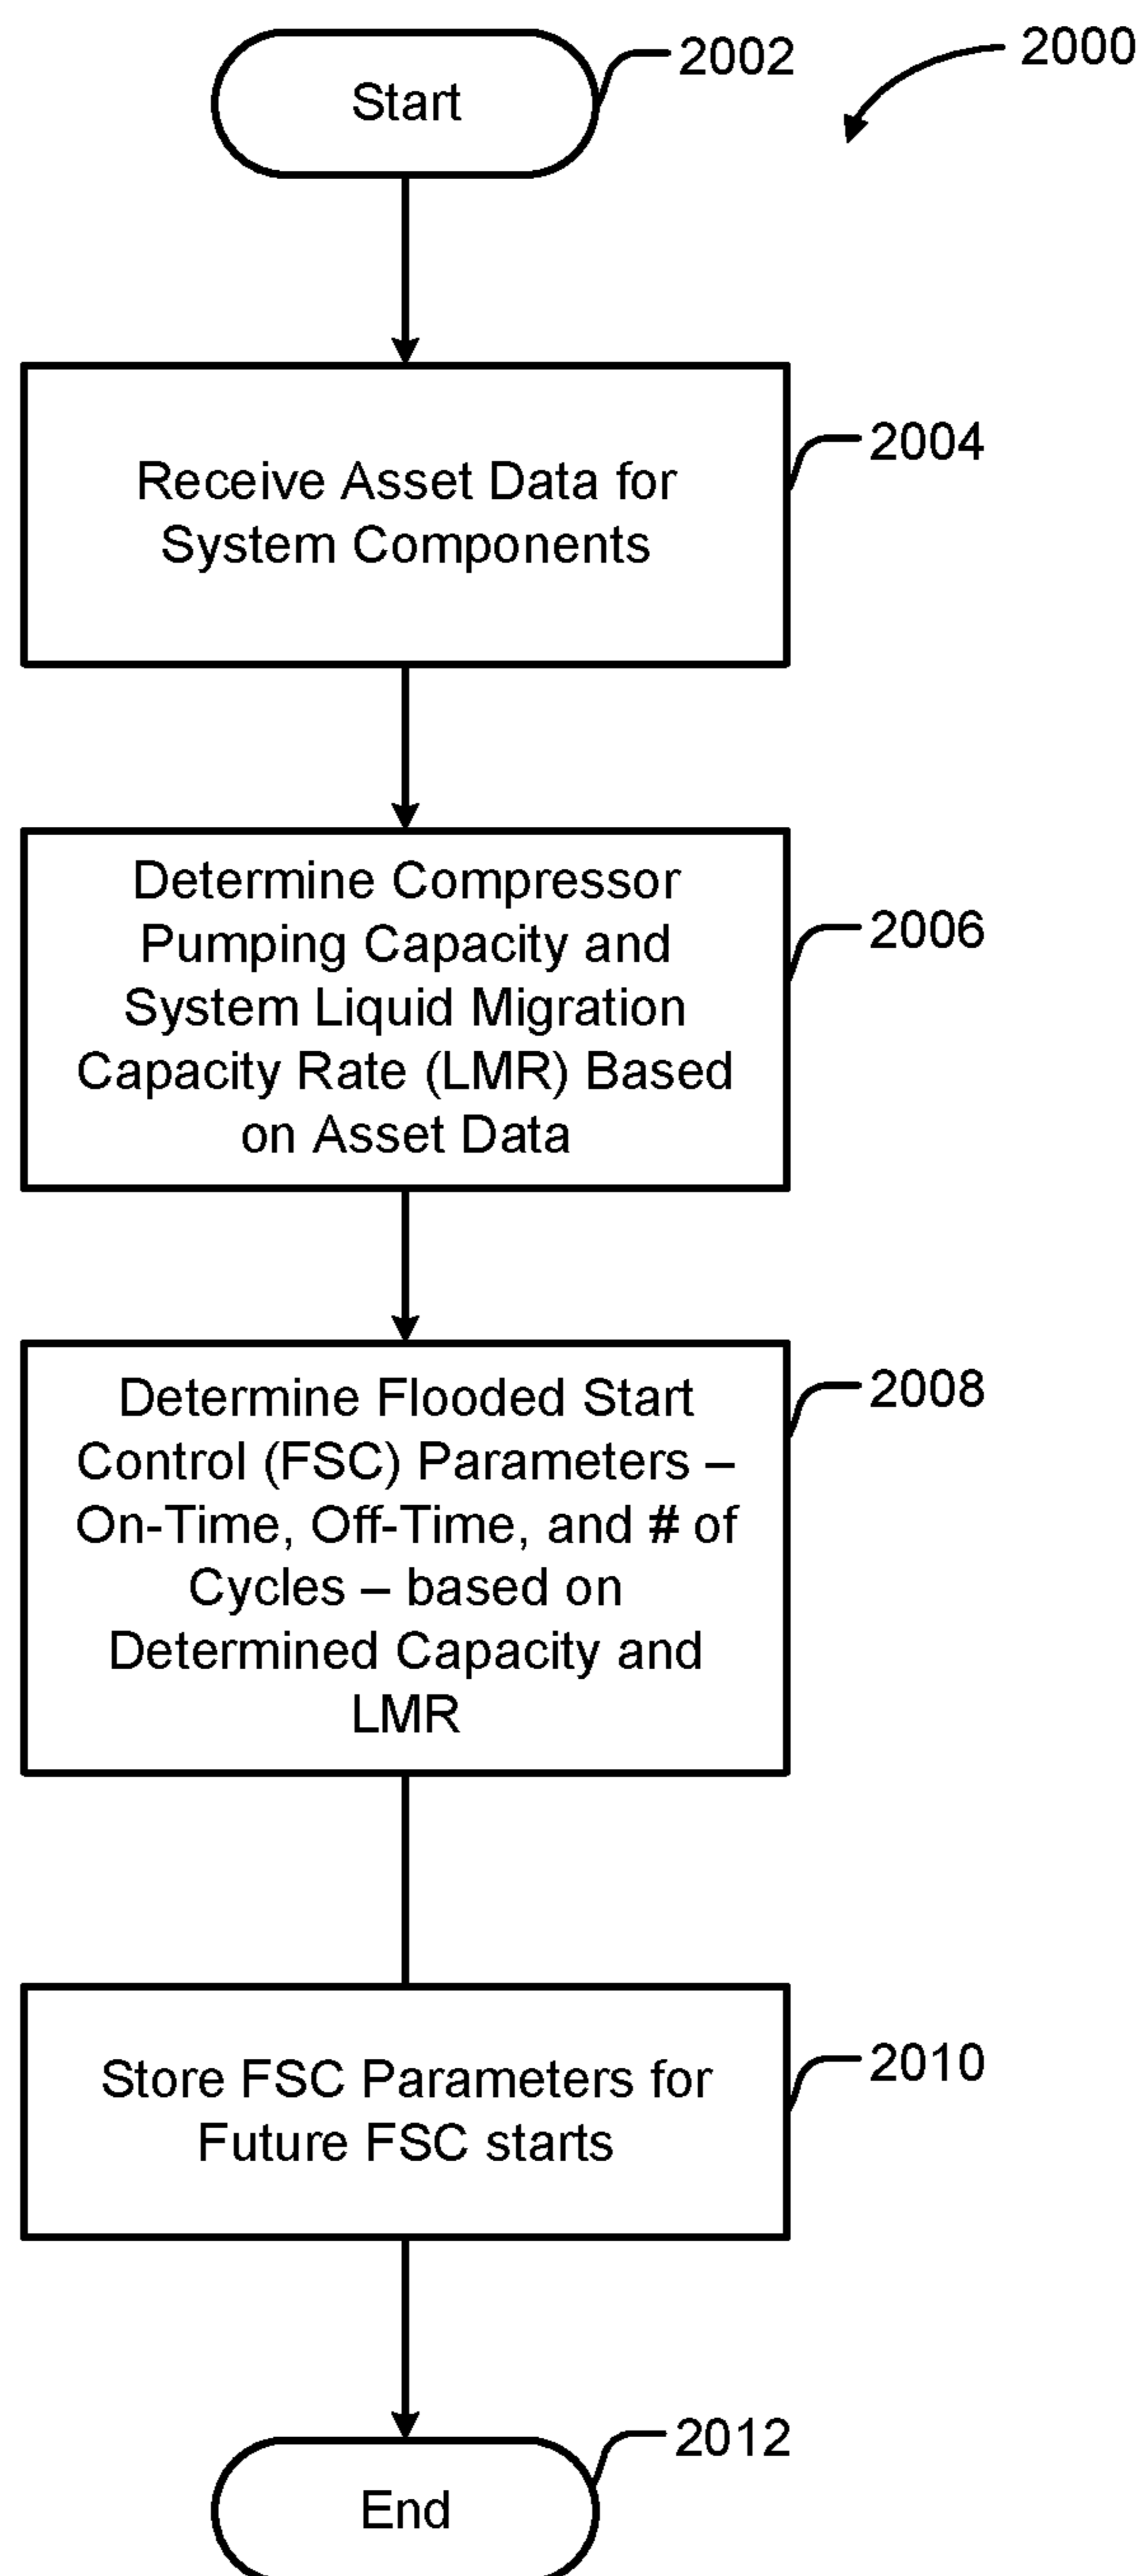 Start
2002
2000
Receive Asset Data for
System Components
2004
Determine Compressor
Pumping Capacity and
System Liquid Migration
Capacity Rate (LMR) Based
on Asset Data
2006
Determine Flooded Start
Control (FSC) Parameters –
On-Time, Off-Time, and # of
Cycles – based on
Determined Capacity and
LMR
2008
Store FSC Parameters for
Future FSC starts
2010
2012
End